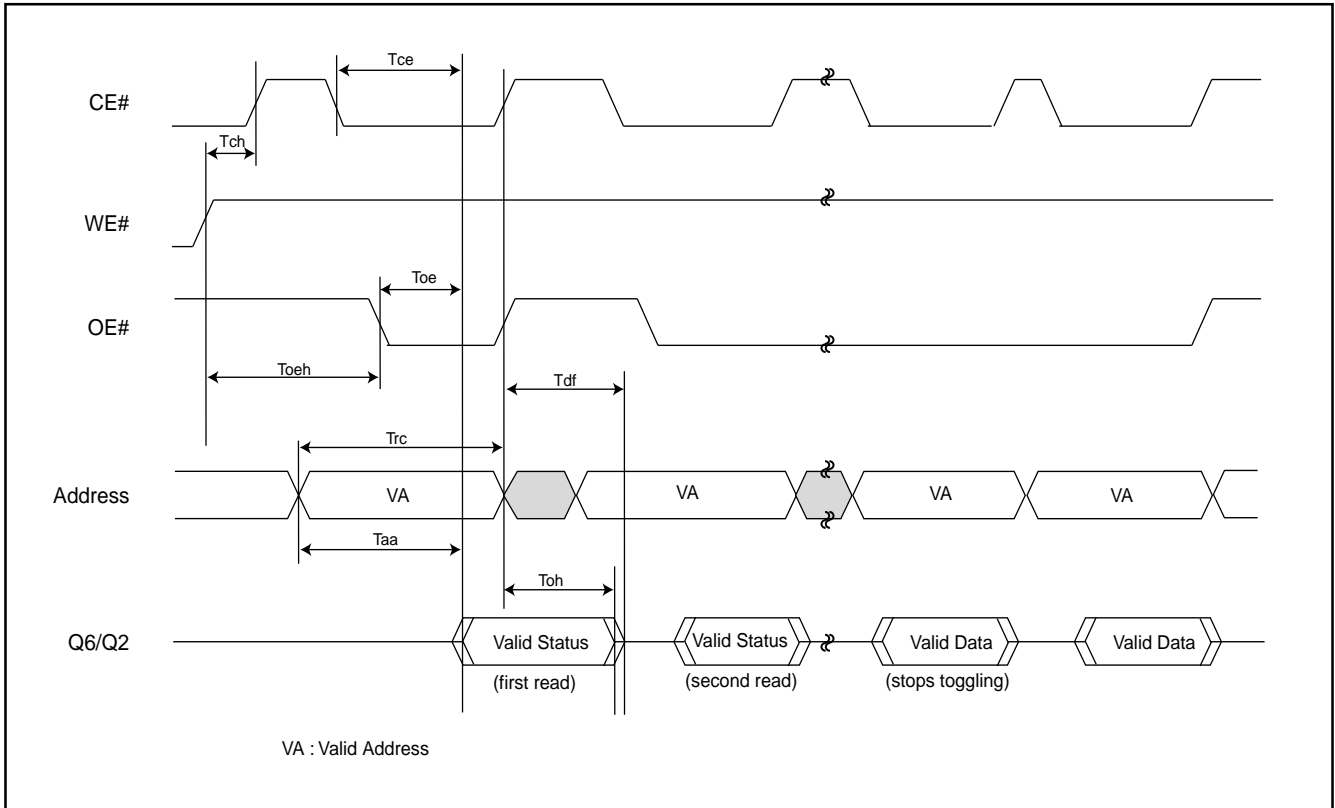 Tce
CE#
Tch
WE#
Toe
OE#
Toeh
Tdf
Trc
Address
VA
VA
VA
VA
Taa
Toh
Q6/Q2
Valid Status
Valid Status
Valid Data
Valid Data
(first read)
(second read)
(stops toggling)
VA : Valid Address